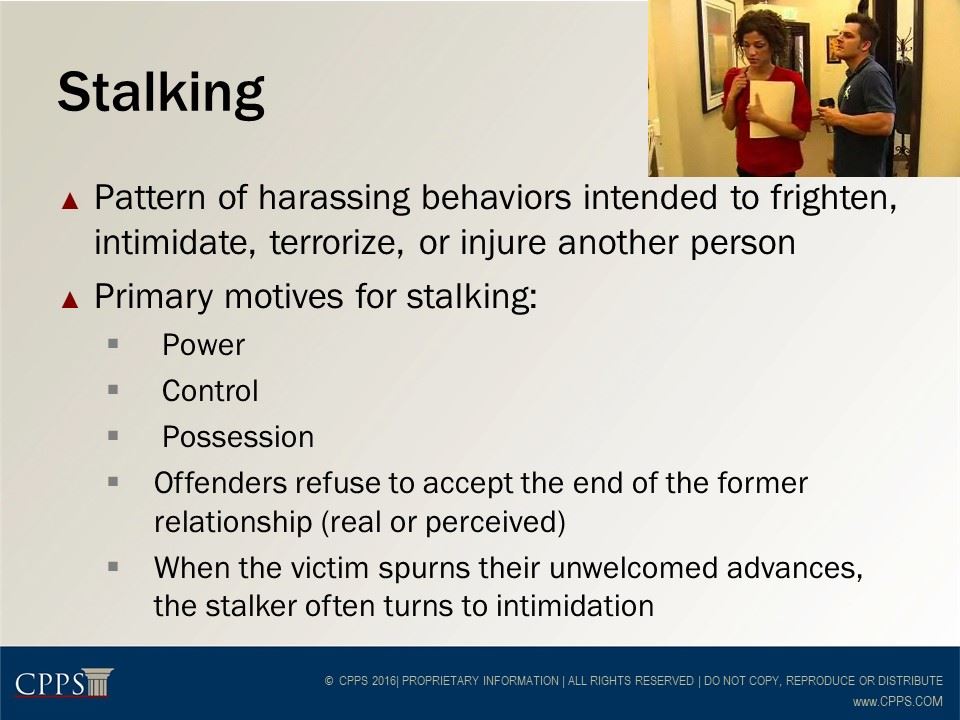 Stalking
▲ Pattern of harassing behaviors intended to frighten,
intimidate, terrorize, or injure another person
▲ Primary motives for stalking:
▪ Power
▪ Control
▪ Possession
▪ Offenders refuse to accept the end of the former
relationship (real or perceived)
▪ When the victim spurns their unwelcomed advances,
the stalker often turns to intimidation
CPPS
© CPPS 2016| PROPRIETARY INFORMATION | ALL RIGHTS RESERVED | DO NOT COPY, REPRODUCE OR DISTRIBUTE
www.CPPS.COM